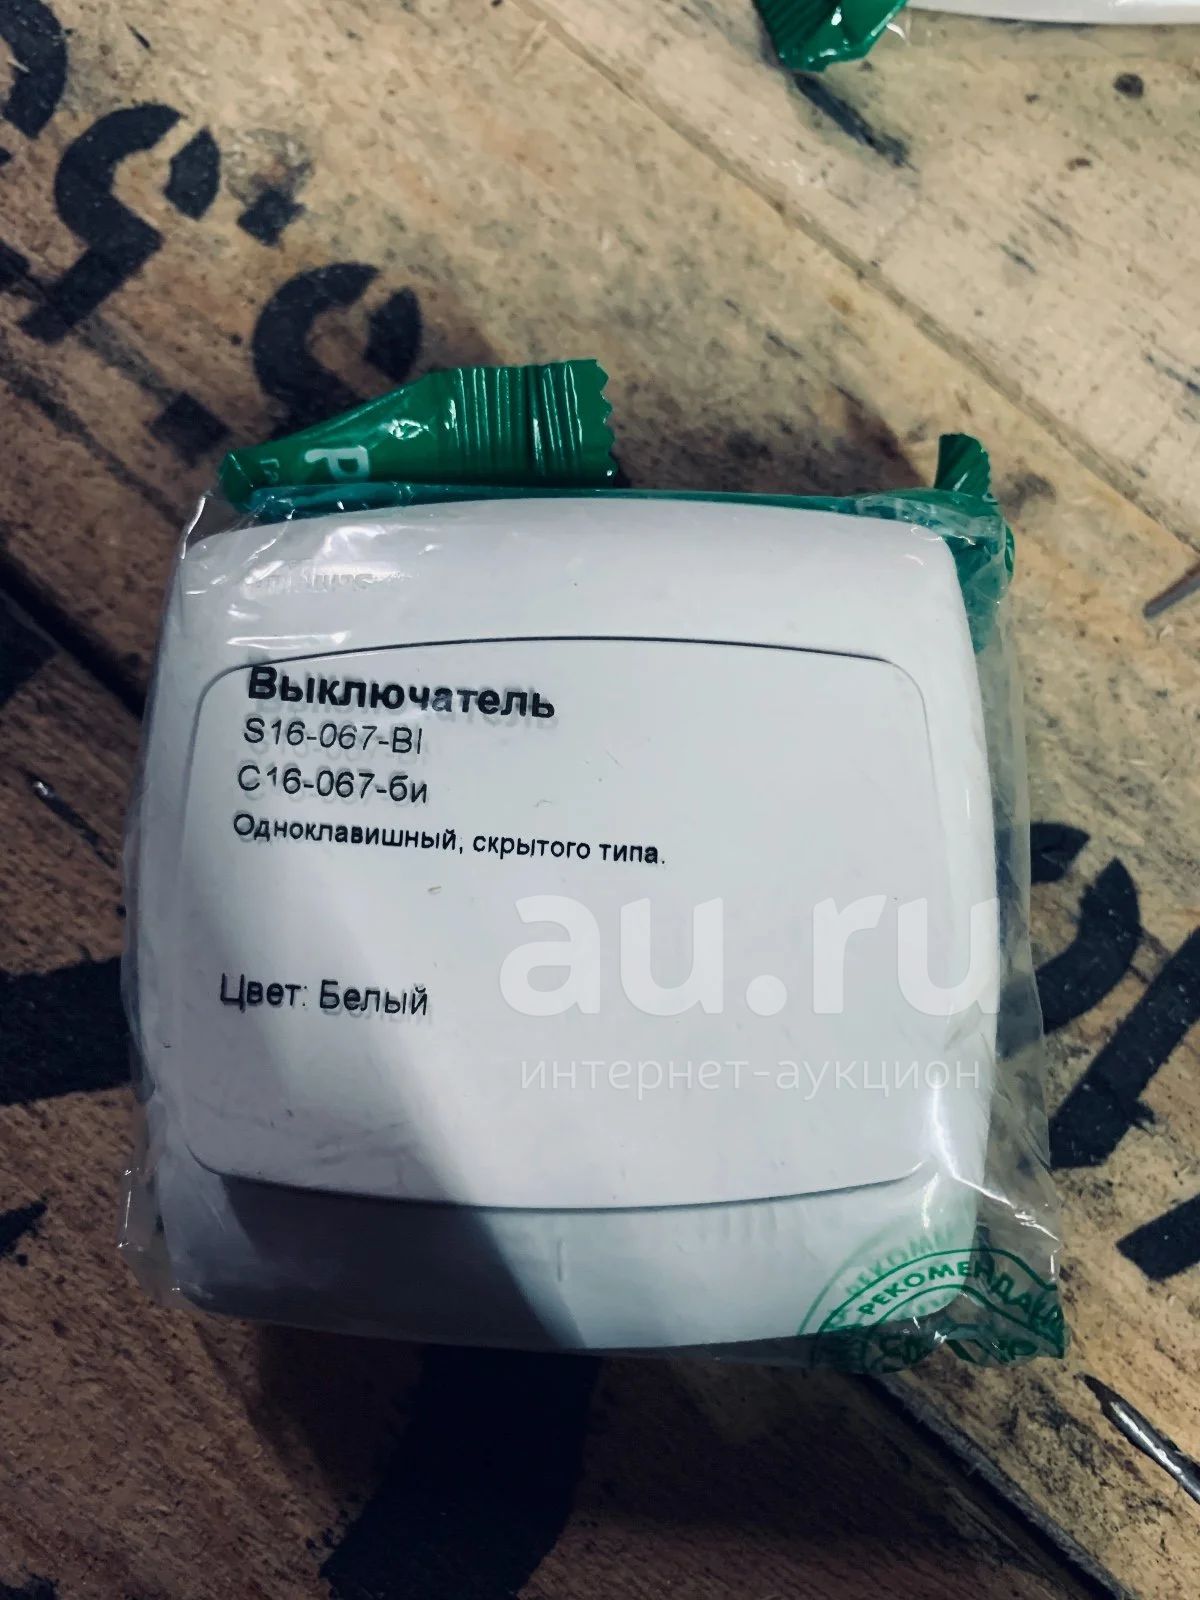 Выключатель
S16-067-BI
С16-067-би
Одноклавишный, скрытого типа.
au.ru
интернет-аукцион
Цвет: Белый